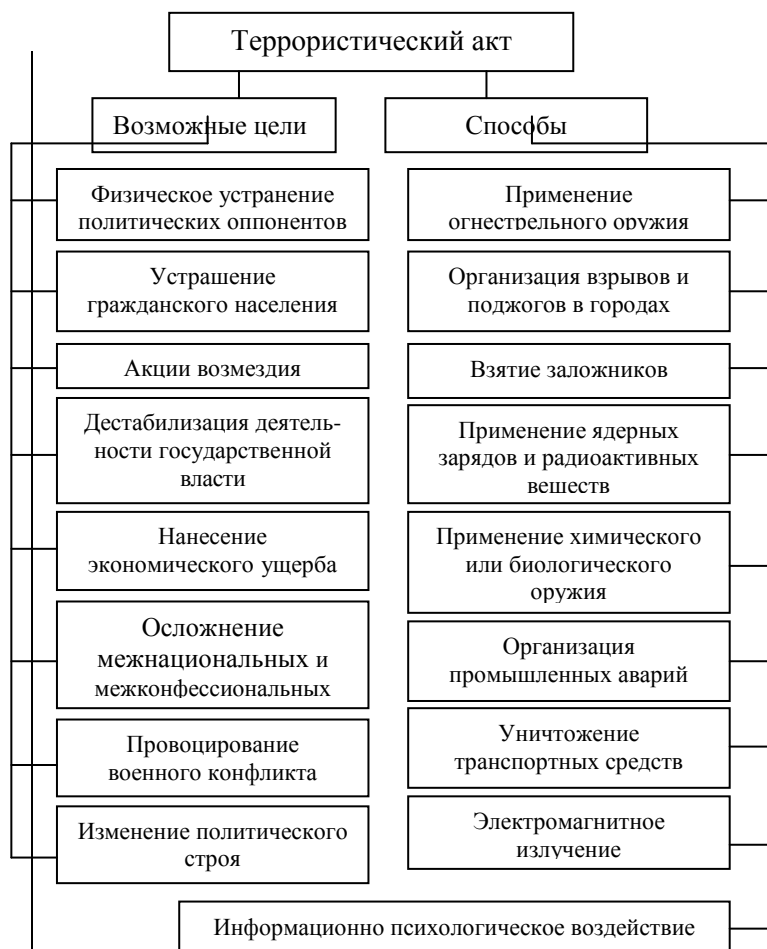 Террористический акт
Возможные цели
Способы
Физическое устранение
политических оппонентов
Устрашение
гражданского населения
Акции возмездия
Дестабилизация деятель-
ности государственной
власти
Нанесение
экономического ущерба
Осложнение
межнациональных и
межконфессиональных
Провоцирование
военного конфликта
Изменение политического
строя
Применение
огнестрельного оружия
Организация взрывов и
поджогов в городах
Взятие заложников
Применение ядерных
зарядов и радиоактивных
веществ
Применение химического
или биологического
оружия
Организация
промышленных аварий
Уничтожение
транспортных средств
Электромагнитное
излучение
Информационно психологическое воздействие